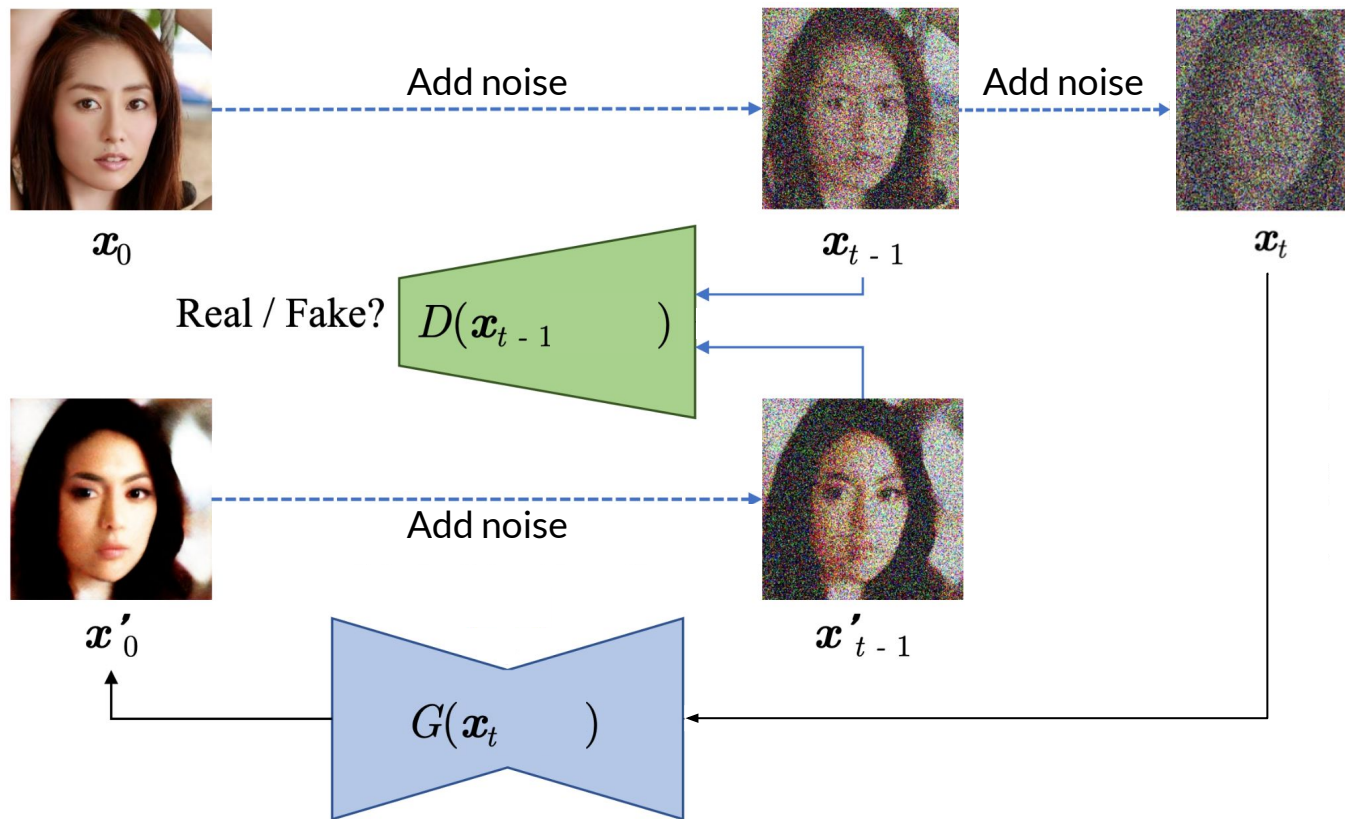 Add noise
Add noise
x₀
xₜ ₋ ₁
xₜ
Real / Fake?
D(xₜ ₋ ₁ )
Add noise
x'₀
x'ₜ ₋ ₁
G(xₜ )